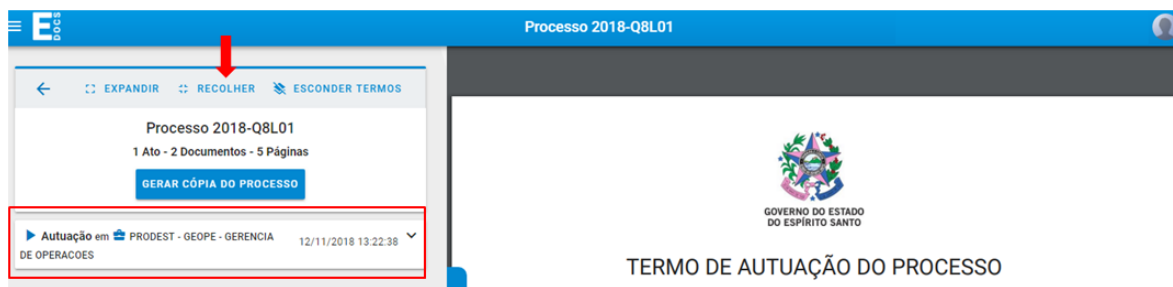 E DOCS
Processo 2018-Q8L01
EXPANDIR RECOLHER ESCONDER TERMOS
Processo 2018-Q8L01
1 Ato - 2 Documentos - 5 Páginas
GERAR CÓPIA DO PROCESSO
Autuação em PRODEST - GEOPE - GERENCIA 12/11/2018 13:22:38
DE OPERACOES
GOVERNO DO ESTADO
DO ESPÍRITO SANTO
TERMO DE AUTUAÇÃO DO PROCESSO